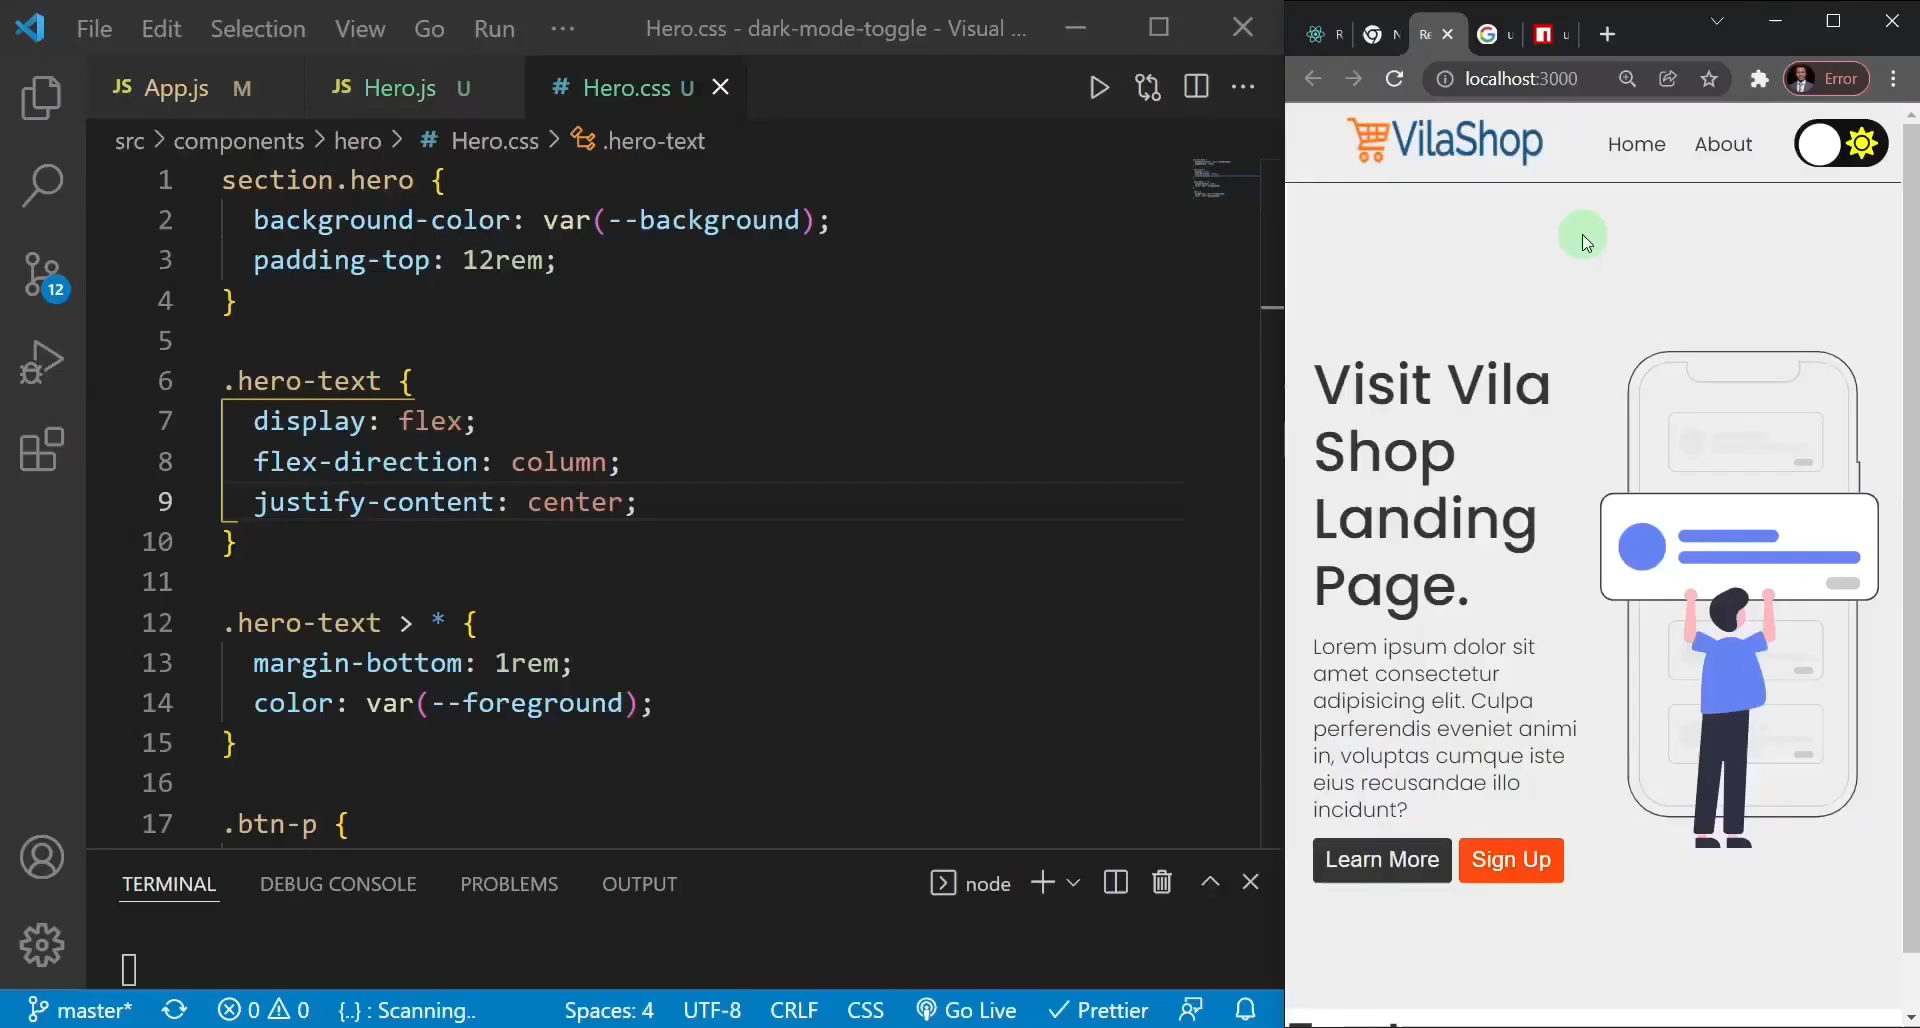 File Edit Selection View Go Run ··· Hero.css - dark-mode-toggle - Visual ...
JS App.js M JS Hero.js U # Hero.css U
src > components > hero > # Hero.css > .hero-text
1 section.hero {
2 background-color: var(--background);
3 padding-top: 12rem;
4 }
5
6 .hero-text {
7 display: flex;
8 flex-direction: column;
9 justify-content: center;
10 }
11
12 .hero-text > * {
13 margin-bottom: 1rem;
14 color: var(--foreground);
15 }
16
17 .btn-p {
12
TERMINAL DEBUG CONSOLE PROBLEMS OUTPUT node
master* 0 0 {..} : Scanning.. Spaces: 4 UTF-8 CRLF CSS Go Live Prettier
R N Re u u
localhost:3000 Error
VilaShop Home About
Visit Vila
Shop
Landing
Page.
Lorem ipsum dolor sit
amet consectetur
adipisicing elit. Culpa
perferendis eveniet animi
in, voluptas cumque iste
eius recusandae illo
incidunt?
Learn More Sign Up